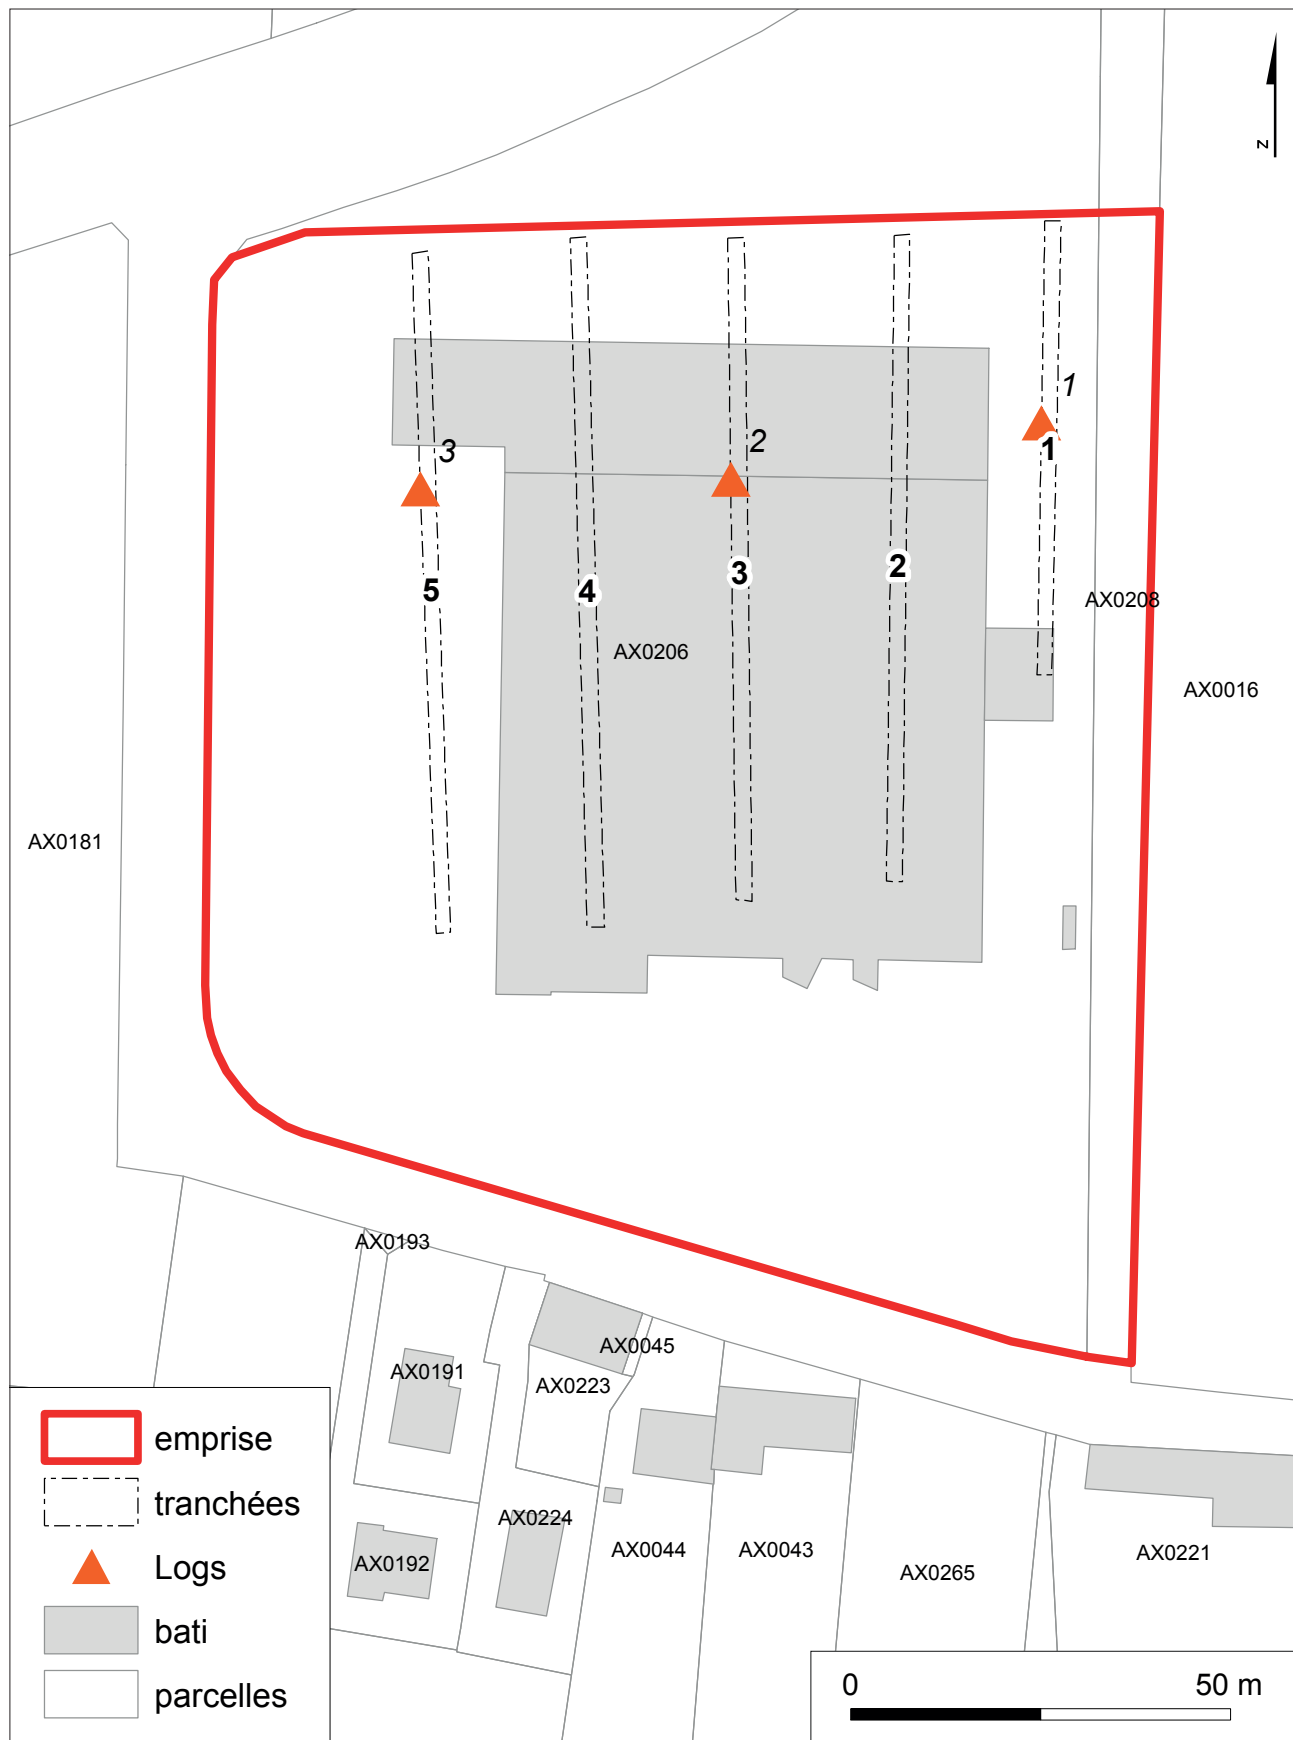 N
1
3
2
1
5
4
3
2
AX0206
AX0208
AX0016
AX0181
AX0193
AX0045
AX0191
AX0223
AX0224
AX0192
AX0044
AX0043
AX0265
AX0221
emprise
tranchées
Logs
bati
parcelles
0 50 m